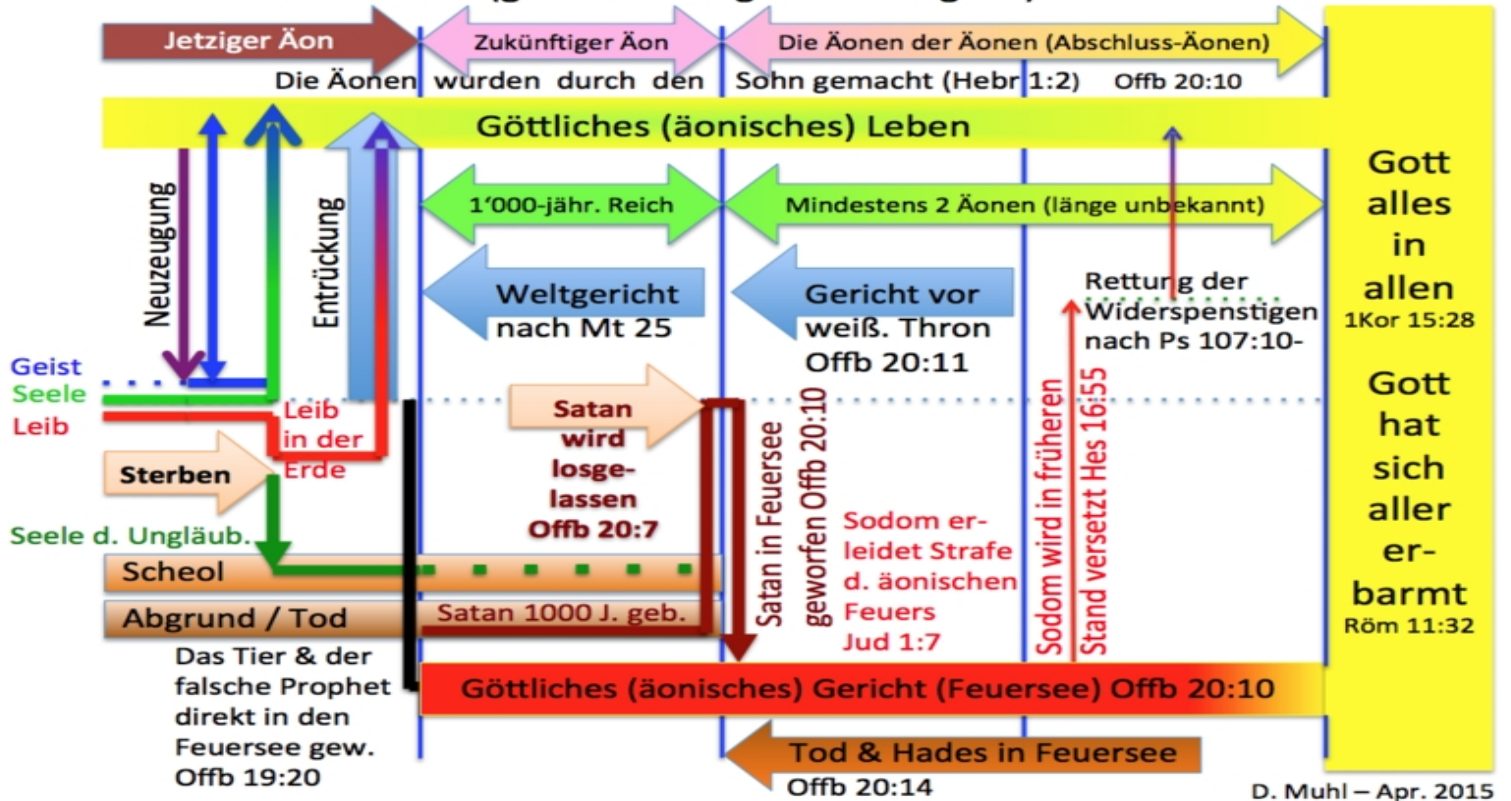 Jetziger Äon
Zukünftiger Äon
Die Äonen der Äonen (Abschluss-Äonen)
Die Äonen wurden durch den Sohn gemacht (Hebr 1:2) Offb 20:10
Göttliches (äonisches) Leben
Neuzeugung
Entrückung
1'000-jähr. Reich
Mindestens 2 Äonen (länge unbekannt)
Weltgericht
nach Mt 25
Gericht vor
weiß. Thron
Offb 20:11
Rettung der
Widerspenstigen
nach Ps 107:10-
Geist
Seele
Leib
Leib
in der
Erde
Sterben
Seele d. Ungläub.
Scheol
Abgrund / Tod
Satan
wird
losge-
lassen
Offb 20:7
Satan 1000 J. geb.
Satan in Feuersee
geworfen Offb 20:10
Sodom er-
leidet Strafe
d. äonischen
Feuers
Jud 1:7
Sodom wird in früheren
Stand versetzt Hes 16:55
Das Tier & der
falsche Prophet
direkt in den
Feuersee gew.
Offb 19:20
Göttliches (äonisches) Gericht (Feuersee) Offb 20:10
Tod & Hades in Feuersee
Offb 20:14
Gott
alles
in
allen
1Kor 15:28
Gott
hat
sich
aller
er-
barmt
Röm 11:32
D. Muhl – Apr. 2015